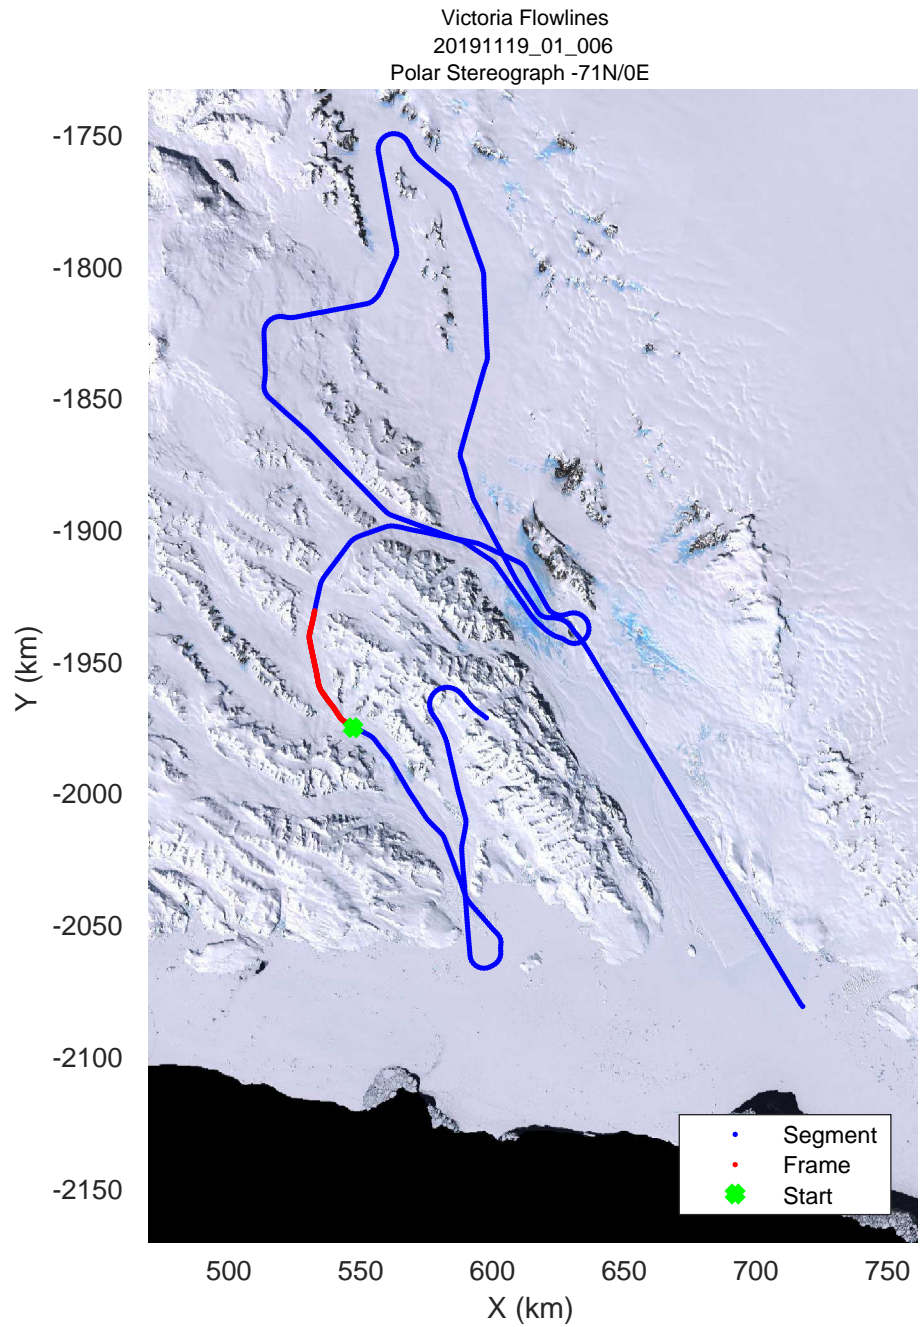 Victoria Flowlines
20191119_01_006
Polar Stereograph -71N/0E
-1750
-1800
-1850
-1900
-1950
-2000
-2050
-2100
-2150
Y (km)
500 550 600 650 700 750
X (km)
Segment
Frame
Start